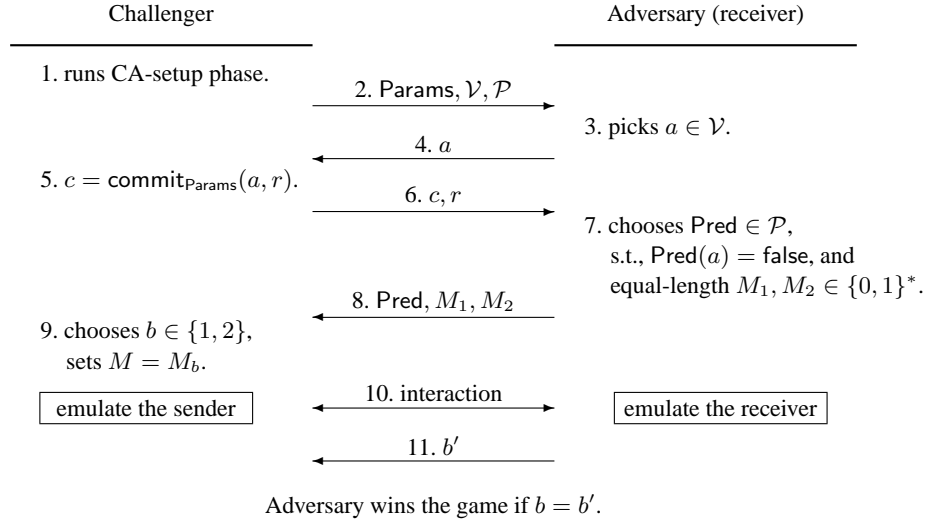 Challenger
Adversary (receiver)
1. runs CA-setup phase.
2. Params, 𝒱, 𝒫
3. picks a ∈ 𝒱.
4. a
5. c = commit_Params(a, r).
6. c, r
7. chooses Pred ∈ 𝒫,
s.t., Pred(a) = false, and
equal-length M₁, M₂ ∈ {0, 1}*.
8. Pred, M₁, M₂
9. chooses b ∈ {1, 2},
sets M = M_b.
10. interaction
emulate the sender
emulate the receiver
11. b′
Adversary wins the game if b = b′.